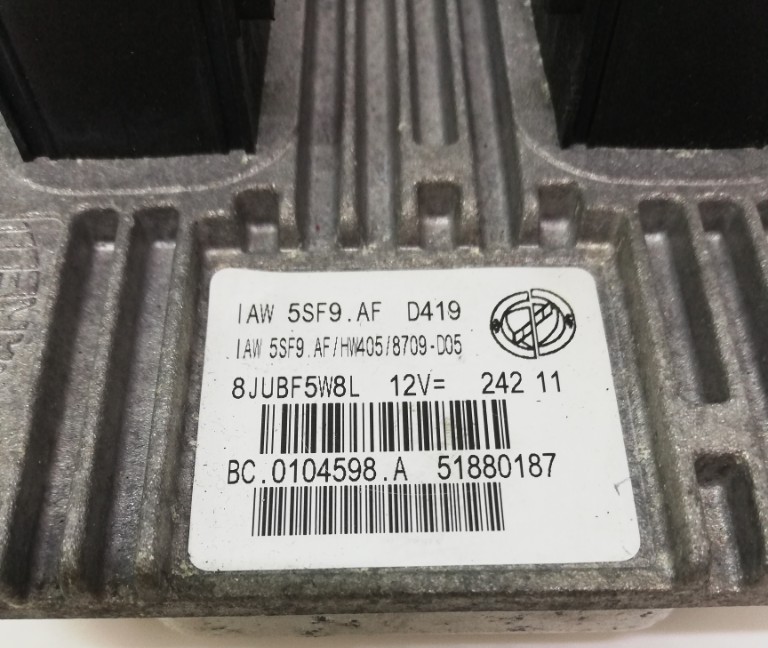 IAW 5SF9.AF D419
IAW 5SF9.AF/HW405/8709-D05
8JUBF5W8L 12V= 242 11
BC.0104598.A 51880187